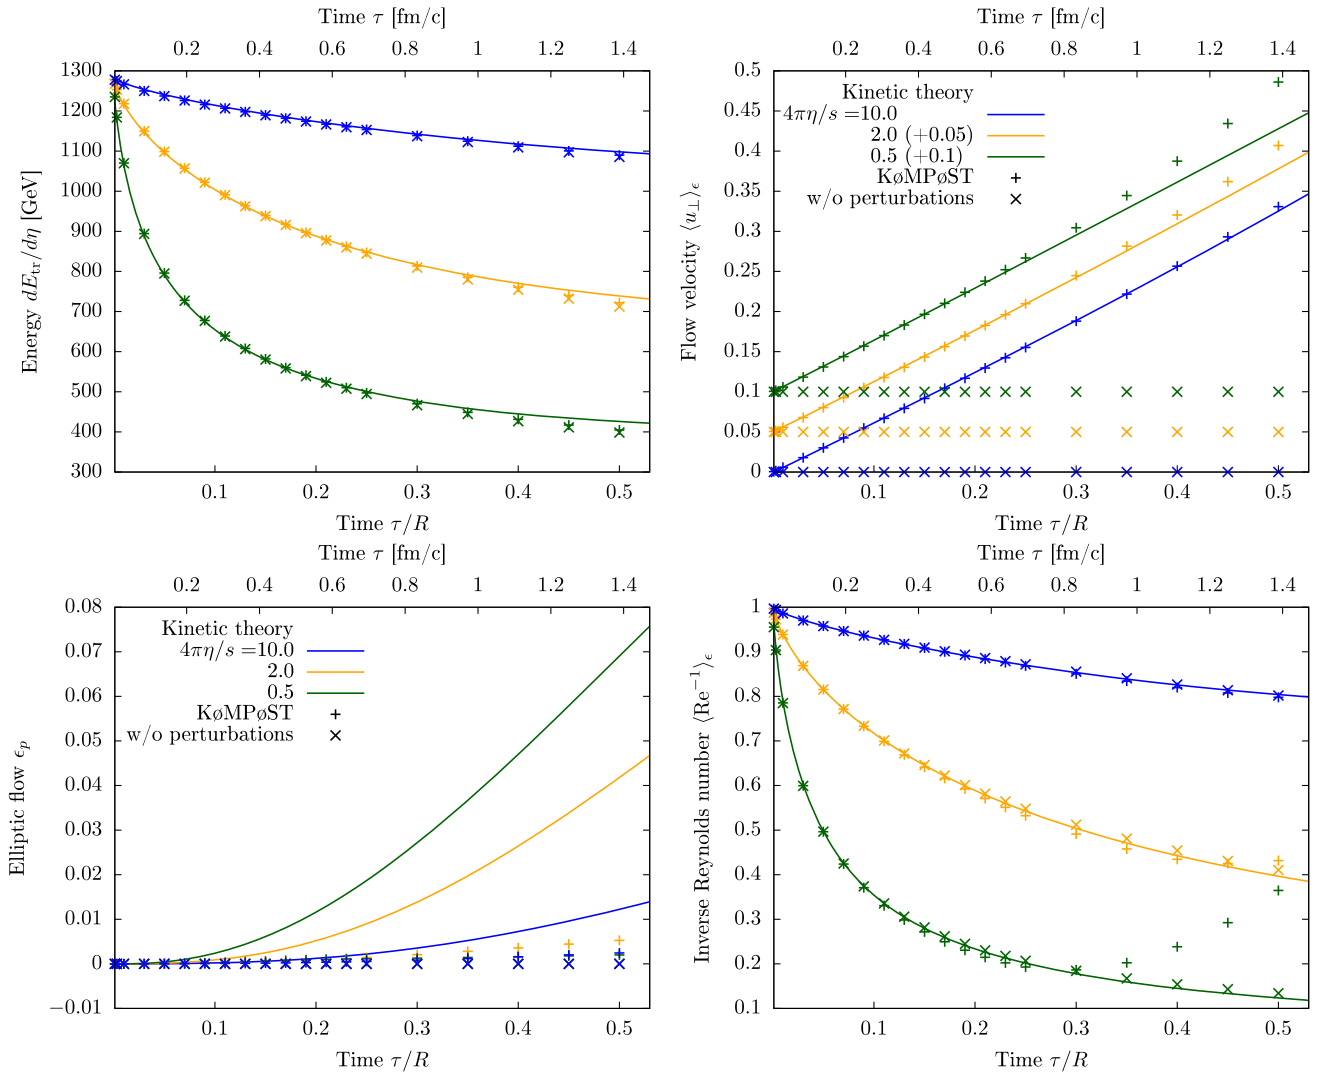 Time τ [fm/c]
0.2 0.4 0.6 0.8 1 1.2 1.4
1300
1200
1100
1000
900
800
700
600
500
400
300
Energy dE_tr/dη [GeV]
0.1 0.2 0.3 0.4 0.5
Time τ/R
Time τ [fm/c]
0.2 0.4 0.6 0.8 1 1.2 1.4
0.5
0.45
0.4
0.35
0.3
0.25
0.2
0.15
0.1
0.05
0
Flow velocity ⟨u_⊥⟩_ϵ
Kinetic theory
4πη/s =10.0
2.0 (+0.05)
0.5 (+0.1)
KøMPøST
w/o perturbations
0.1 0.2 0.3 0.4 0.5
Time τ/R
Time τ [fm/c]
0.2 0.4 0.6 0.8 1 1.2 1.4
0.08
0.07
0.06
0.05
0.04
0.03
0.02
0.01
0
−0.01
Elliptic flow ϵ_p
Kinetic theory
4πη/s =10.0
2.0
0.5
KøMPøST
w/o perturbations
0.1 0.2 0.3 0.4 0.5
Time τ/R
Time τ [fm/c]
0.2 0.4 0.6 0.8 1 1.2 1.4
1
0.9
0.8
0.7
0.6
0.5
0.4
0.3
0.2
0.1
Inverse Reynolds number ⟨Re⁻¹⟩_ϵ
0.1 0.2 0.3 0.4 0.5
Time τ/R